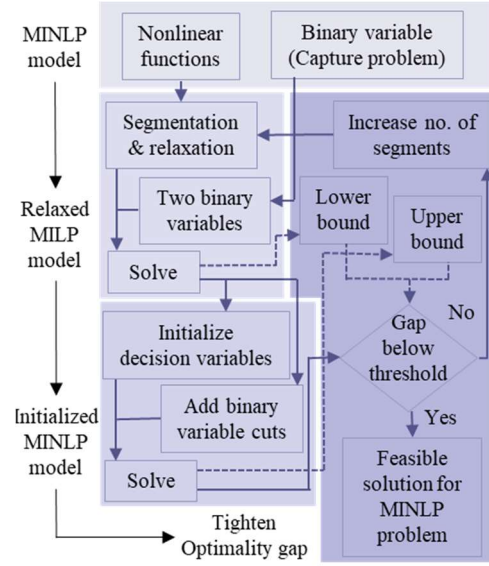 MINLP
model
Nonlinear
functions
Binary variable
(Capture problem)
Segmentation
& relaxation
Increase no. of
segments
Two binary
variables
Relaxed
MILP
model
Lower
bound
Upper
bound
Solve
Initialize
decision variables
Gap
below
threshold
No
Add binary
variable cuts
Initialized
MINLP
model
Yes
Solve
Feasible
solution for
MINLP
problem
Tighten
Optimality gap